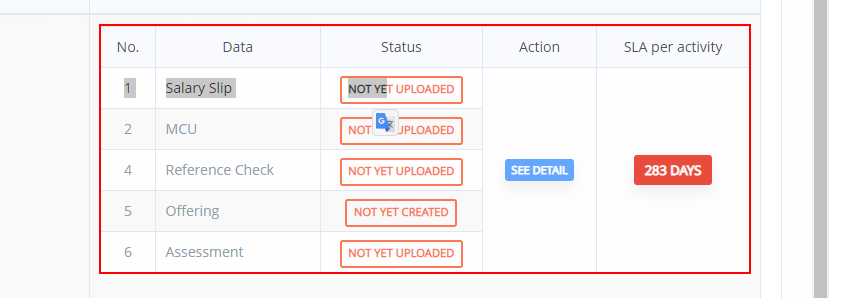 No. Data Status Action SLA per activity
1 Salary Slip NOT YET UPLOADED
2 MCU NOT YET UPLOADED
4 Reference Check NOT YET UPLOADED SEE DETAIL 283 DAYS
5 Offering NOT YET CREATED
6 Assessment NOT YET UPLOADED